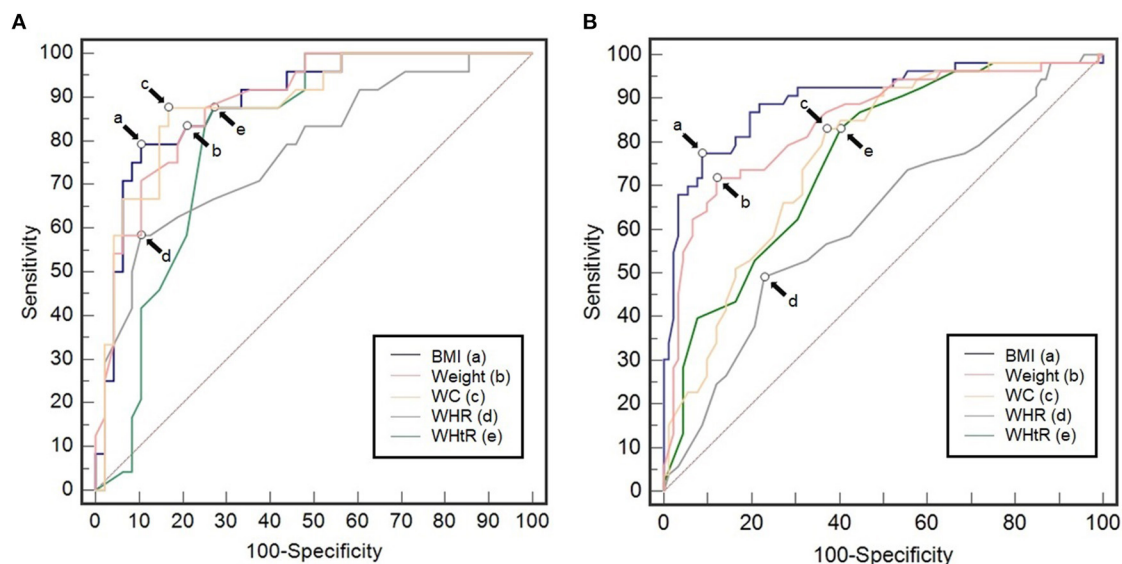 A
100
90
80
70
60
50
40
30
20
10
0
Sensitivity
c
a
e
b
d
BMI (a)
Weight (b)
WC (c)
WHR (d)
WHtR (e)
0 10 20 30 40 50 60 70 80 90 100
100-Specificity
B
100
90
80
70
60
50
40
30
20
10
0
Sensitivity
a
c
e
b
d
BMI (a)
Weight (b)
WC (c)
WHR (d)
WHtR (e)
0 20 40 60 80 100
100-Specificity